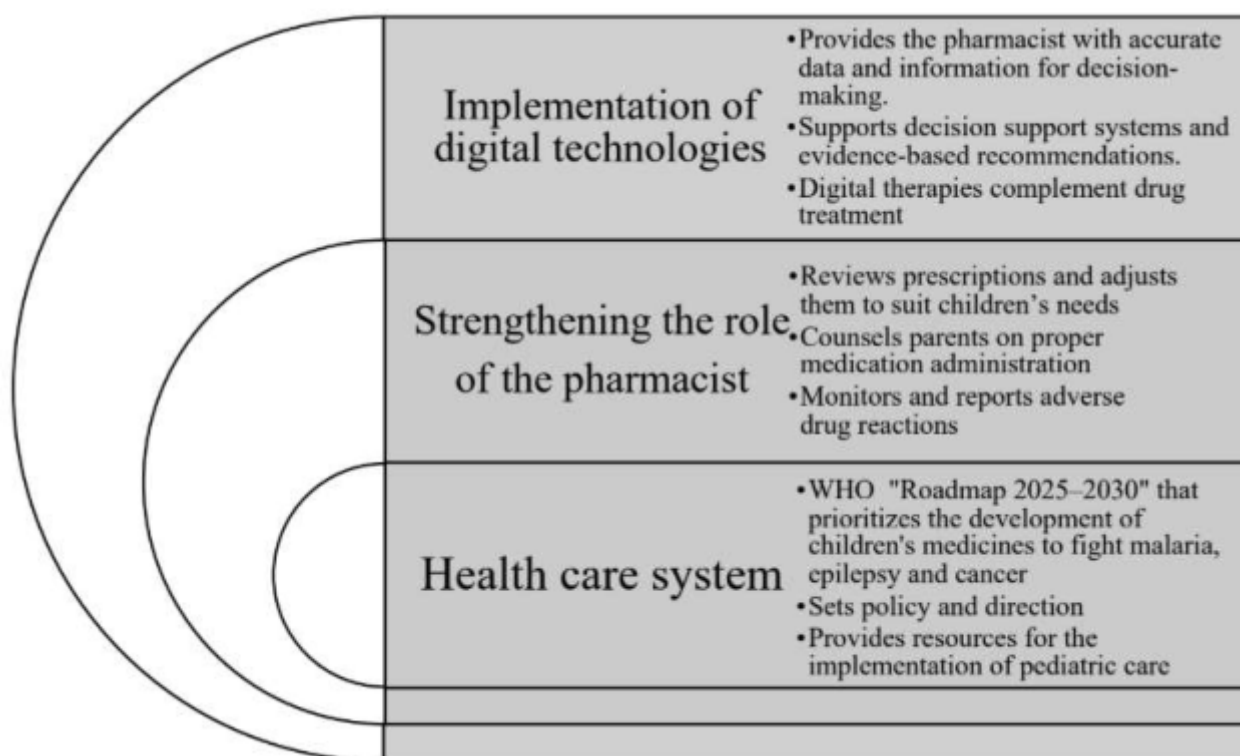 Implementation of
digital technologies
•Provides the pharmacist with accurate
data and information for decision-
making.
•Supports decision support systems and
evidence-based recommendations.
•Digital therapies complement drug
treatment
Strengthening the role
of the pharmacist
•Reviews prescriptions and adjusts
them to suit children’s needs
•Counsels parents on proper
medication administration
•Monitors and reports adverse
drug reactions
Health care system
•WHO "Roadmap 2025–2030" that
prioritizes the development of
children's medicines to fight malaria,
epilepsy and cancer
•Sets policy and direction
•Provides resources for the
implementation of pediatric care